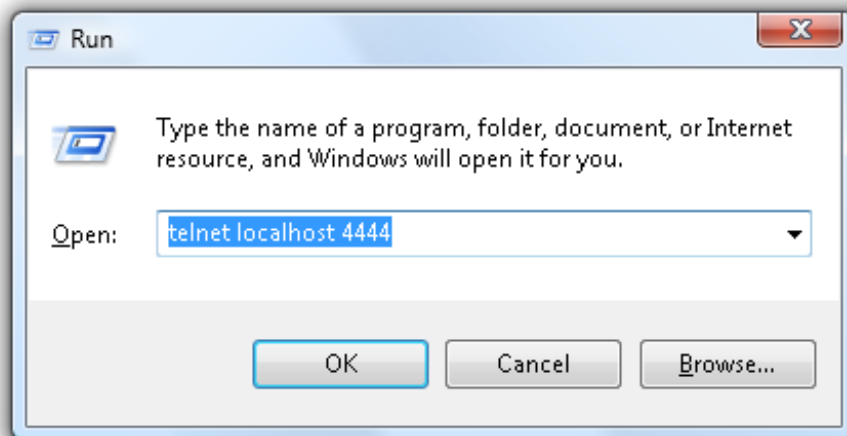 Run
Type the name of a program, folder, document, or Internet
resource, and Windows will open it for you.
Open: telnet localhost 4444
OK Cancel Browse...